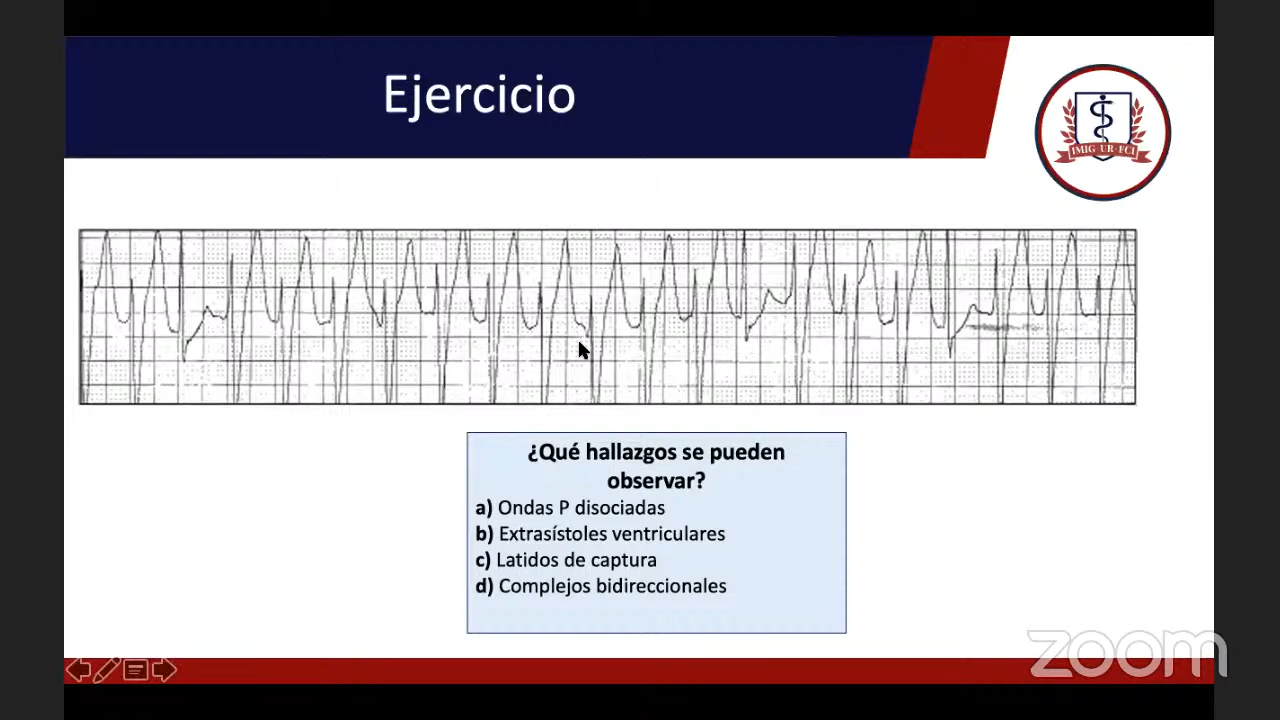 Ejercicio
IMIG-UR-FCI
¿Qué hallazgos se pueden
observar?
a) Ondas P disociadas
b) Extrasístoles ventriculares
c) Latidos de captura
d) Complejos bidireccionales
zoom